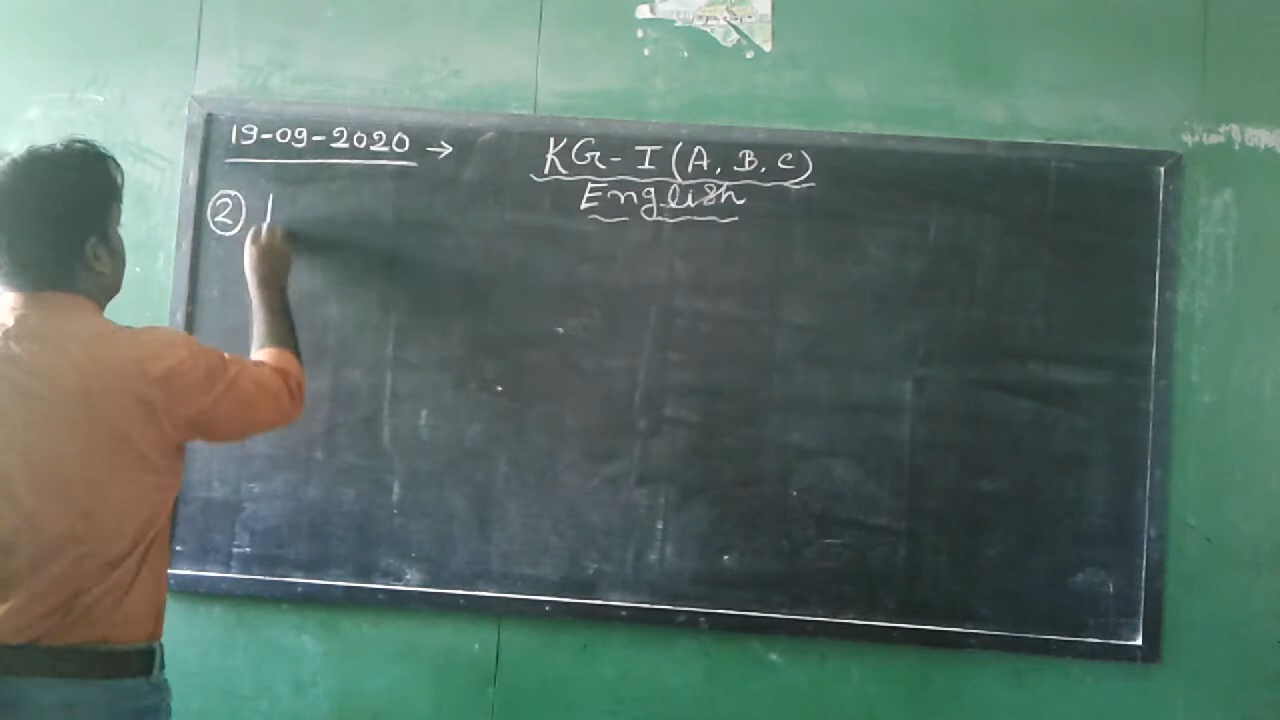 19-09-2020 → KG-I (A, B, C)
English
②